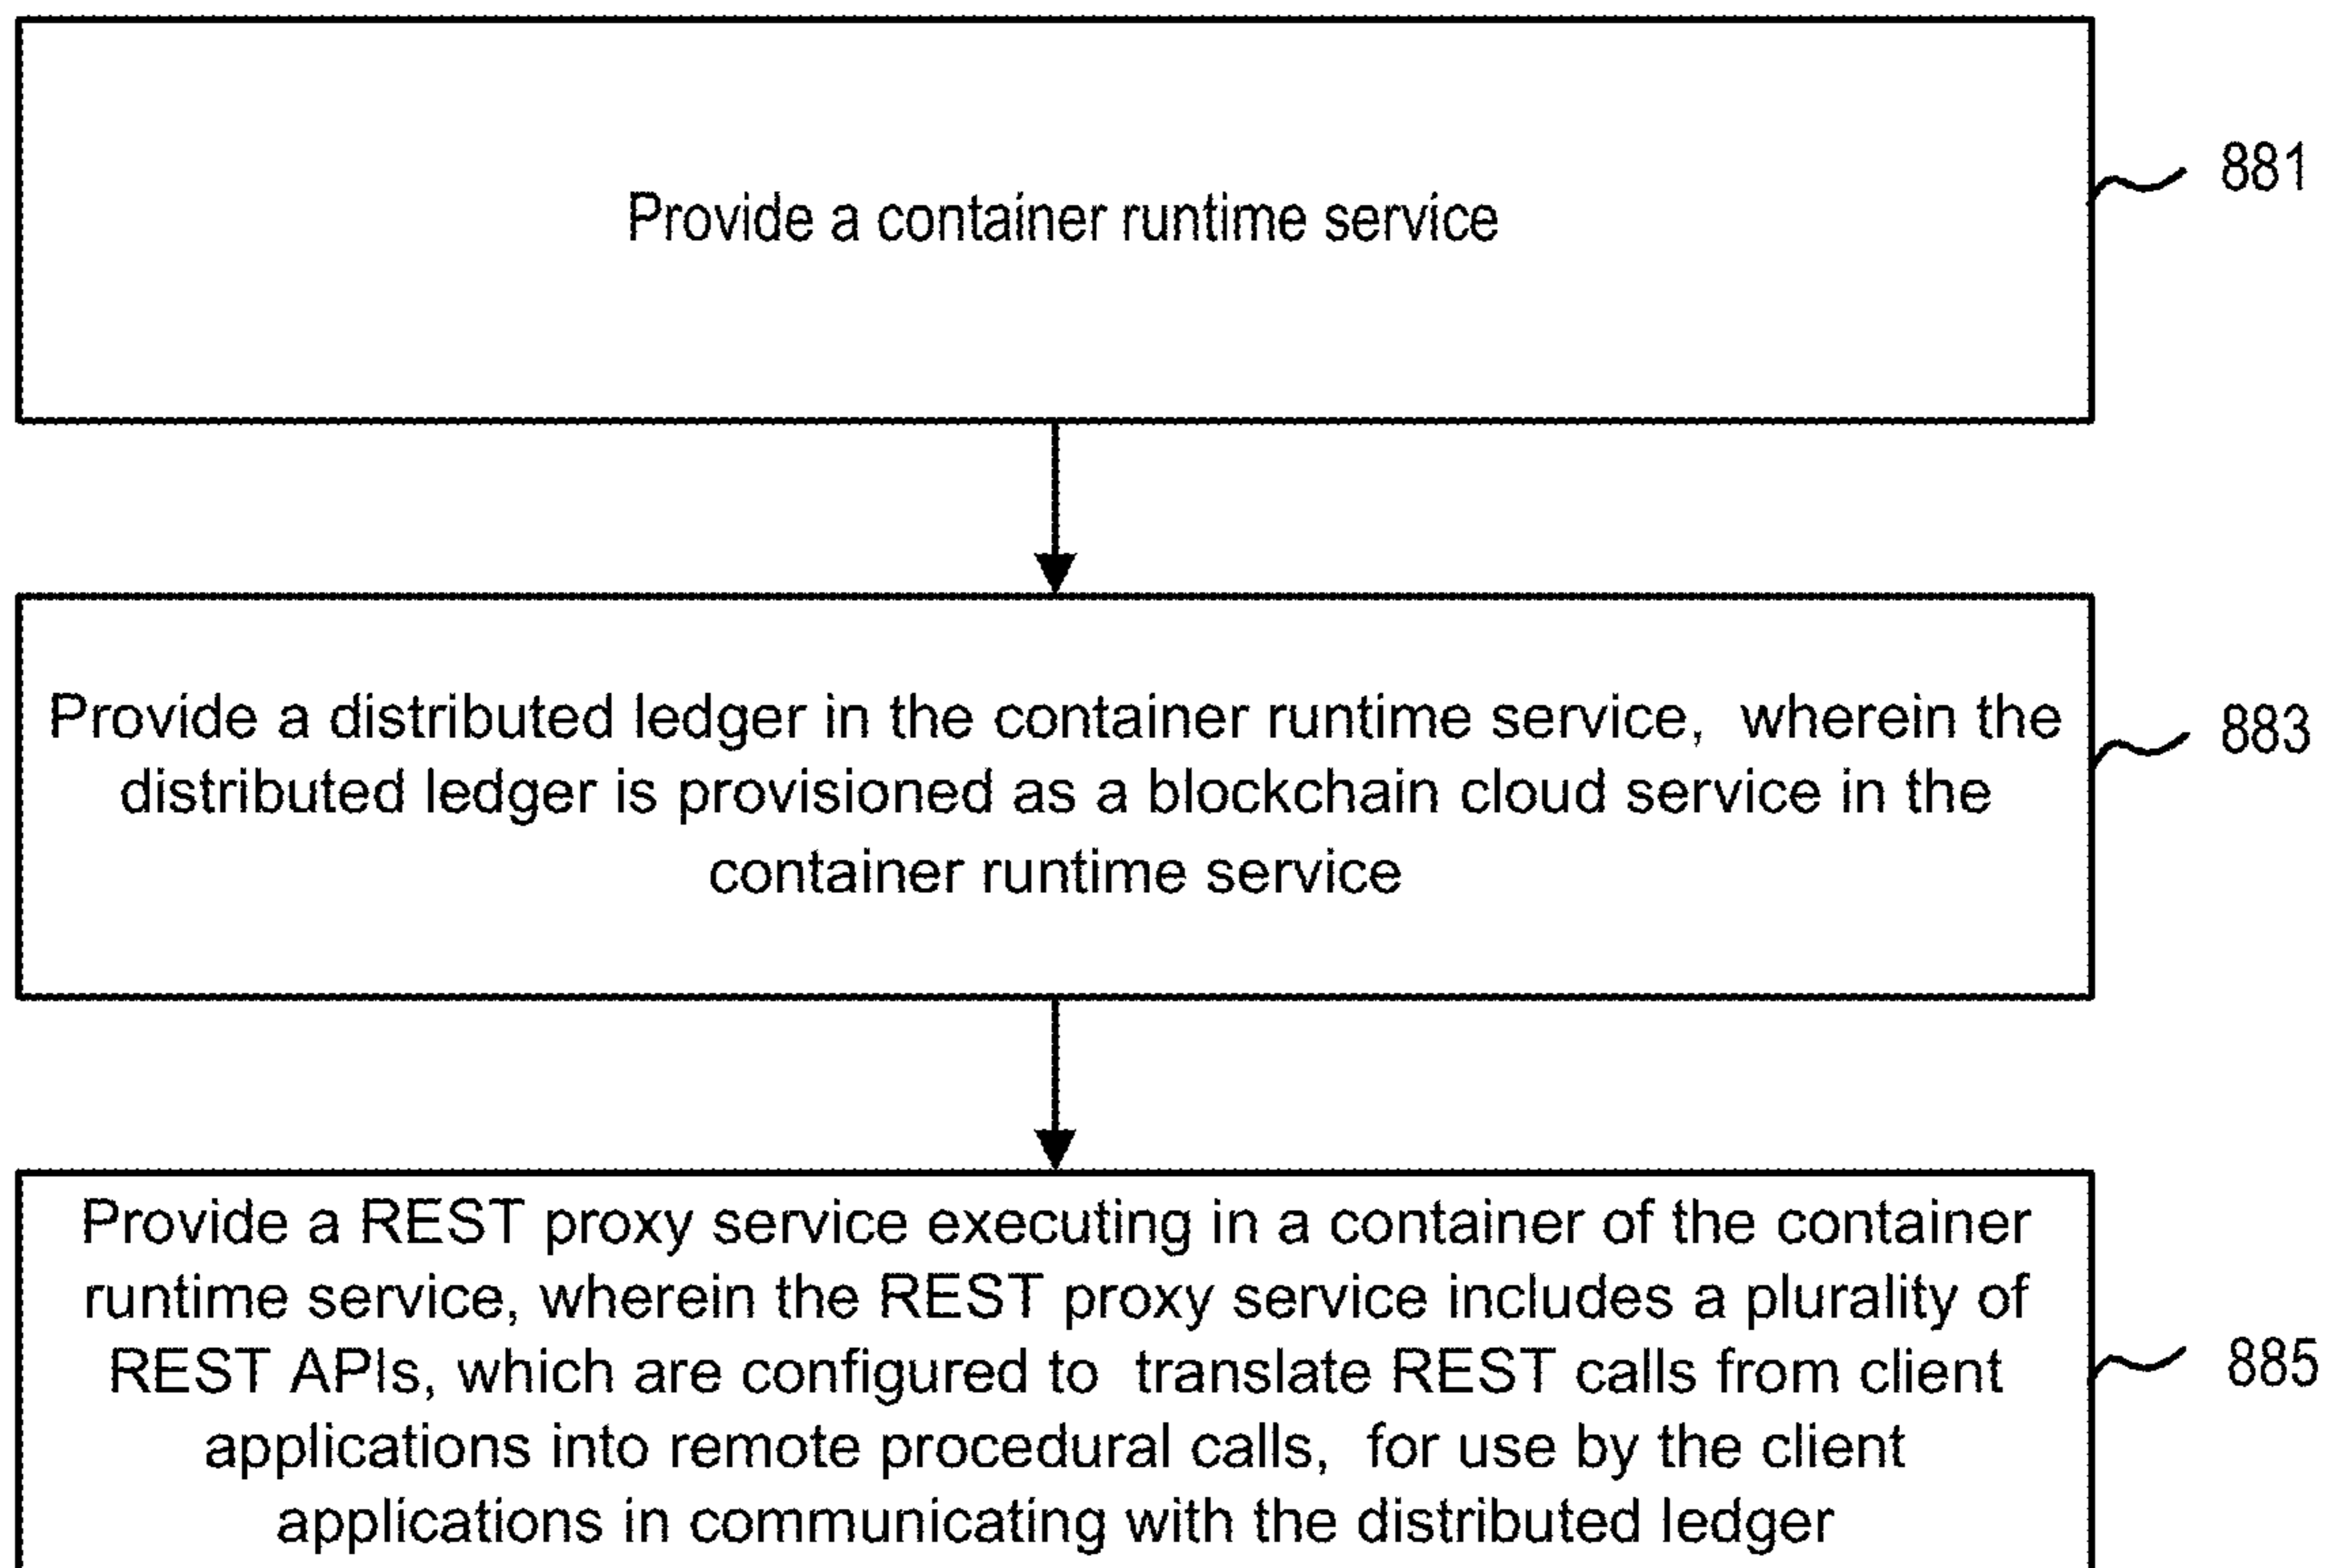 Provide a container runtime service
881
Provide a distributed ledger in the container runtime service, wherein the
distributed ledger is provisioned as a blockchain cloud service in the
container runtime service
883
Provide a REST proxy service executing in a container of the container
runtime service, wherein the REST proxy service includes a plurality of
REST APIs, which are configured to translate REST calls from client
applications into remote procedural calls, for use by the client
applications in communicating with the distributed ledger
885